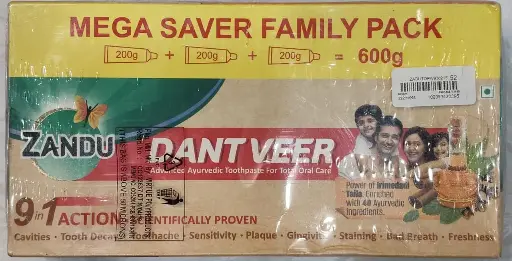 MEGA SAVER FAMILY PACK
200g + 200g + 200g = 600g
ZANDU
DANT VEER
Advanced Ayurvedic Toothpaste For Total Oral Care
Power of Irimedadi
Taila Enriched
with 48 Ayurvedic
Ingredients.
9 in 1 ACTION SCIENTIFICALLY PROVEN
Cavities · Tooth Decay · Toothache · Sensitivity · Plaque · Gingivitis · Staining · Bad Breath · Freshness